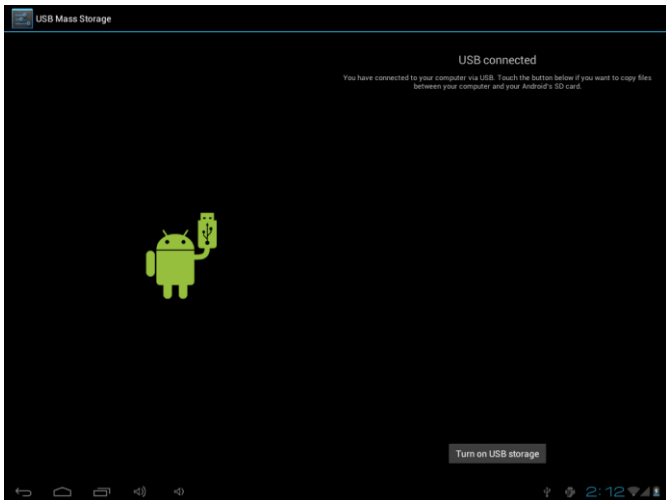 USB Mass Storage
USB connected
You have connected to your computer via USB. Touch the button below if you want to copy files
between your computer and your Android's SD card.
Turn on USB storage
2:12